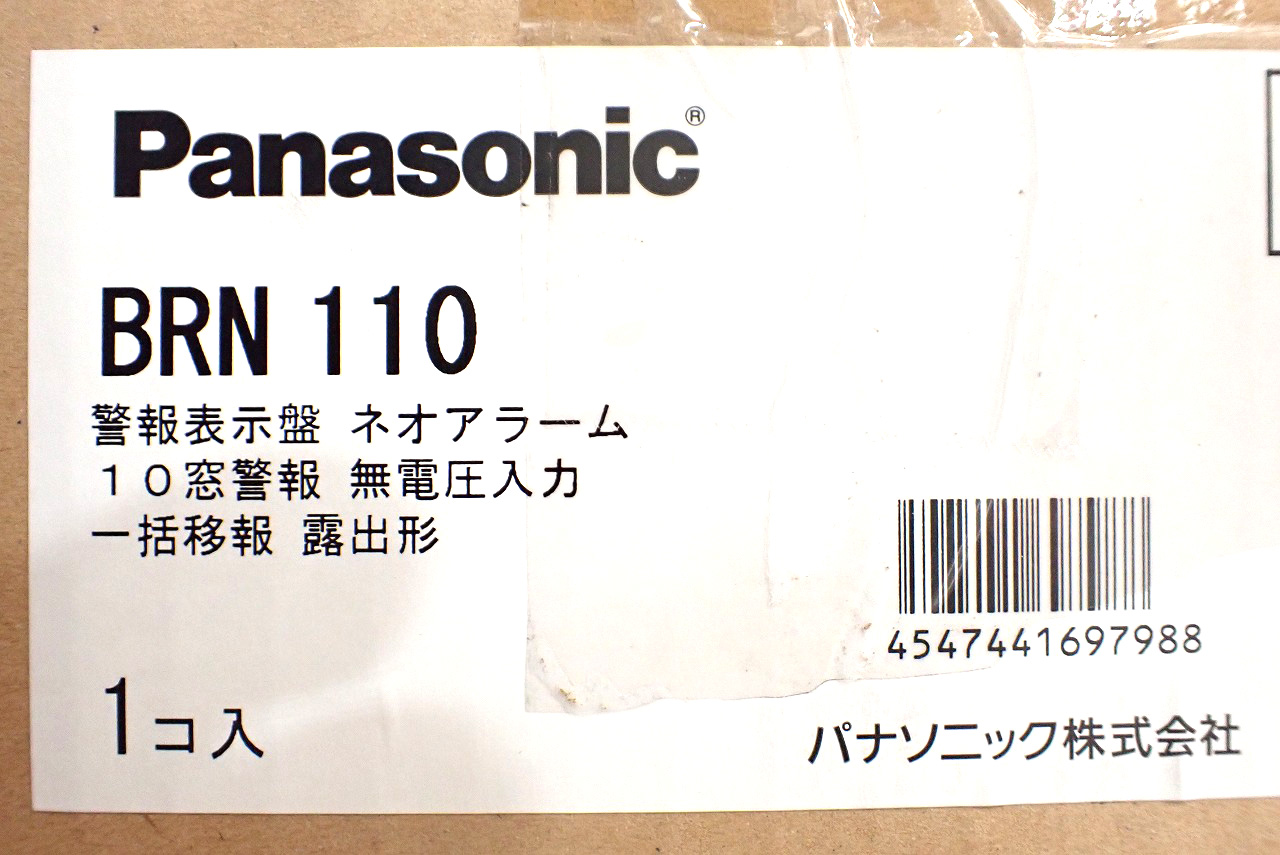 Panasonic®
BRN 110
警報表示盤 ネオアラーム
１０窓警報 無電圧入力
一括移報 露出形
4547441697988
1コ入
パナソニック株式会社